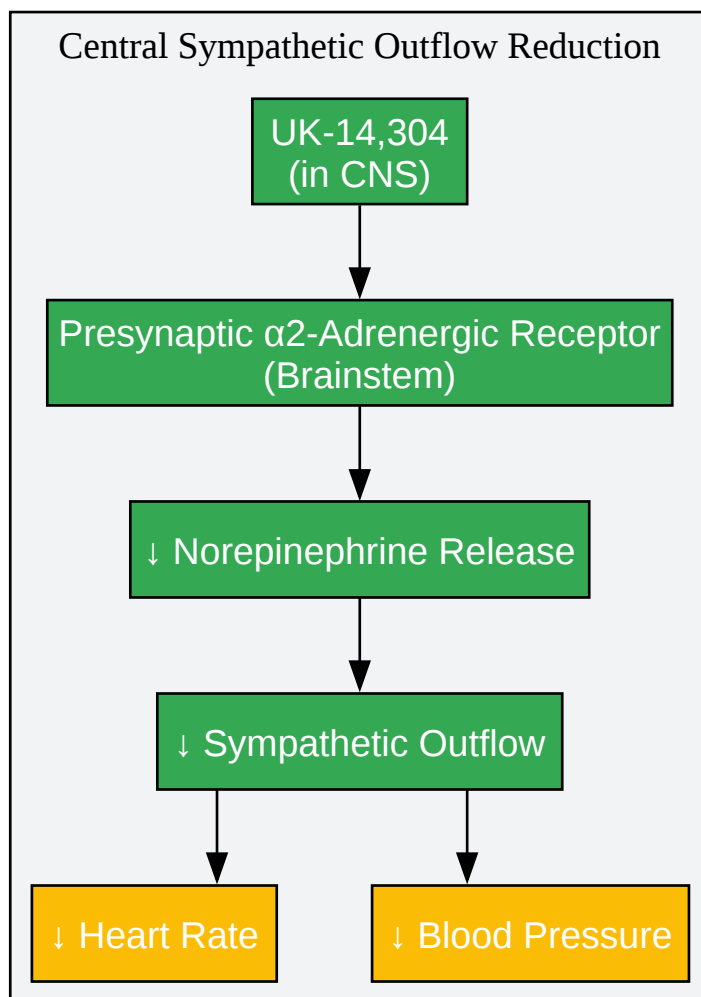 Central Sympathetic Outflow Reduction
UK-14,304
(in CNS)
Presynaptic α2-Adrenergic Receptor
(Brainstem)
↓ Norepinephrine Release
↓ Sympathetic Outflow
↓ Heart Rate
↓ Blood Pressure